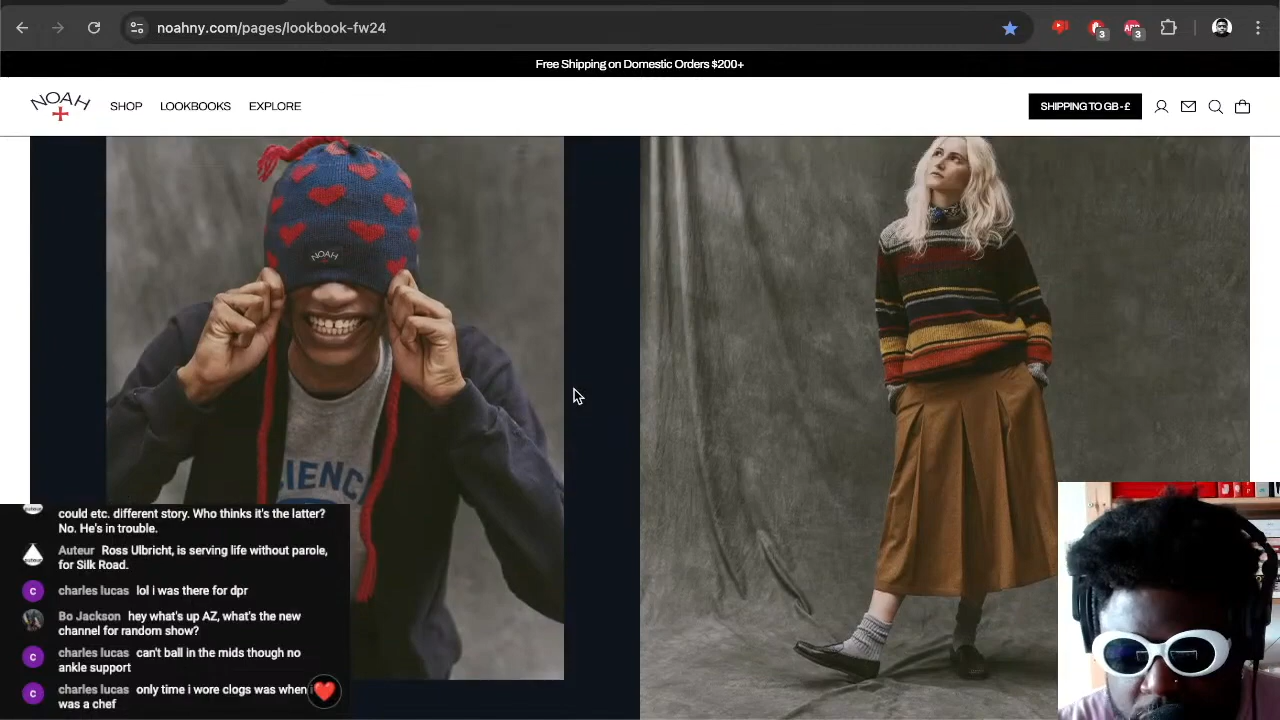 noahny.com/pages/lookbook-fw24
3
3
Free Shipping on Domestic Orders $200+
NOAH
SHOP
LOOKBOOKS
EXPLORE
SHIPPING TO GB - £
NOAH
could etc. different story. Who thinks it's the latter?
No. He's in trouble.
Auteur Ross Ulbricht, is serving life without parole,
for Silk Road.
charles lucas lol i was there for dpr
Bo Jackson hey what's up AZ, what's the new
channel for random show?
charles lucas can't ball in the mids though no
ankle support
charles lucas only time i wore clogs was when i
was a chef
C
C
C